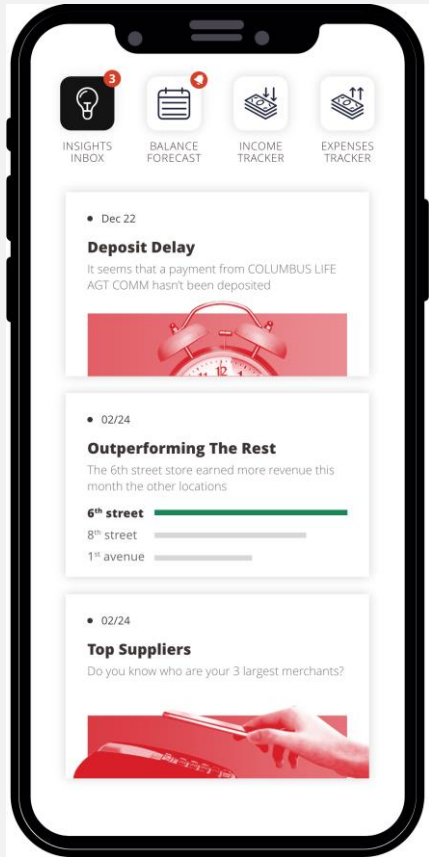 3
INSIGHTS
INBOX
BALANCE
FORECAST
INCOME
TRACKER
EXPENSES
TRACKER
Dec 22
Deposit Delay
It seems that a payment from COLUMBUS LIFE
AGT COMM hasn't been deposited
12
02/24
Outperforming The Rest
The 6th street store earned more revenue this
month the other locations
6th street
8th street
1st avenue
02/24
Top Suppliers
Do you know who are your 3 largest merchants?